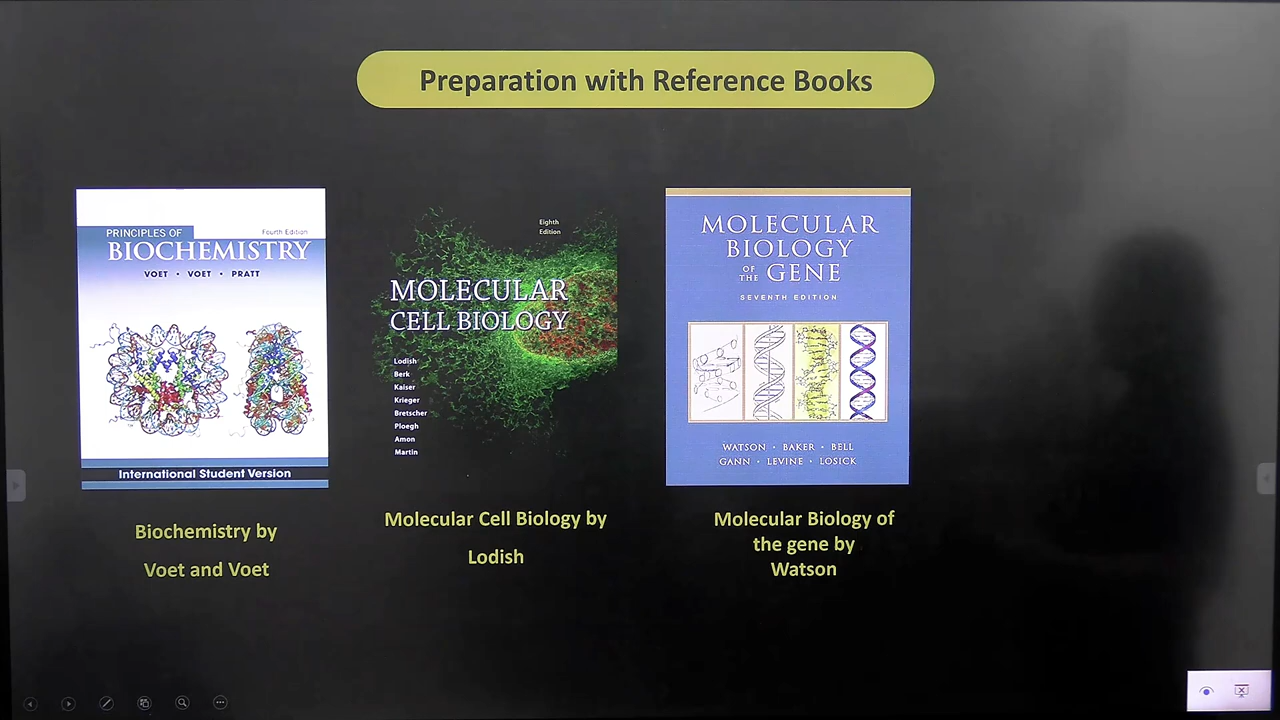 Preparation with Reference Books
PRINCIPLES OF
Fourth Edition
BIOCHEMISTRY
VOET • VOET • PRATT
International Student Version
Biochemistry by
Voet and Voet
Eighth
Edition
MOLECULAR
CELL BIOLOGY
Lodish
Berk
Kaiser
Krieger
Bretscher
Ploegh
Amon
Martin
Molecular Cell Biology by
Lodish
MOLECULAR
BIOLOGY
OF
THE GENE
SEVENTH EDITION
WATSON • BAKER • BELL
GANN • LEVINE • LOSICK
Molecular Biology of
the gene by
Watson